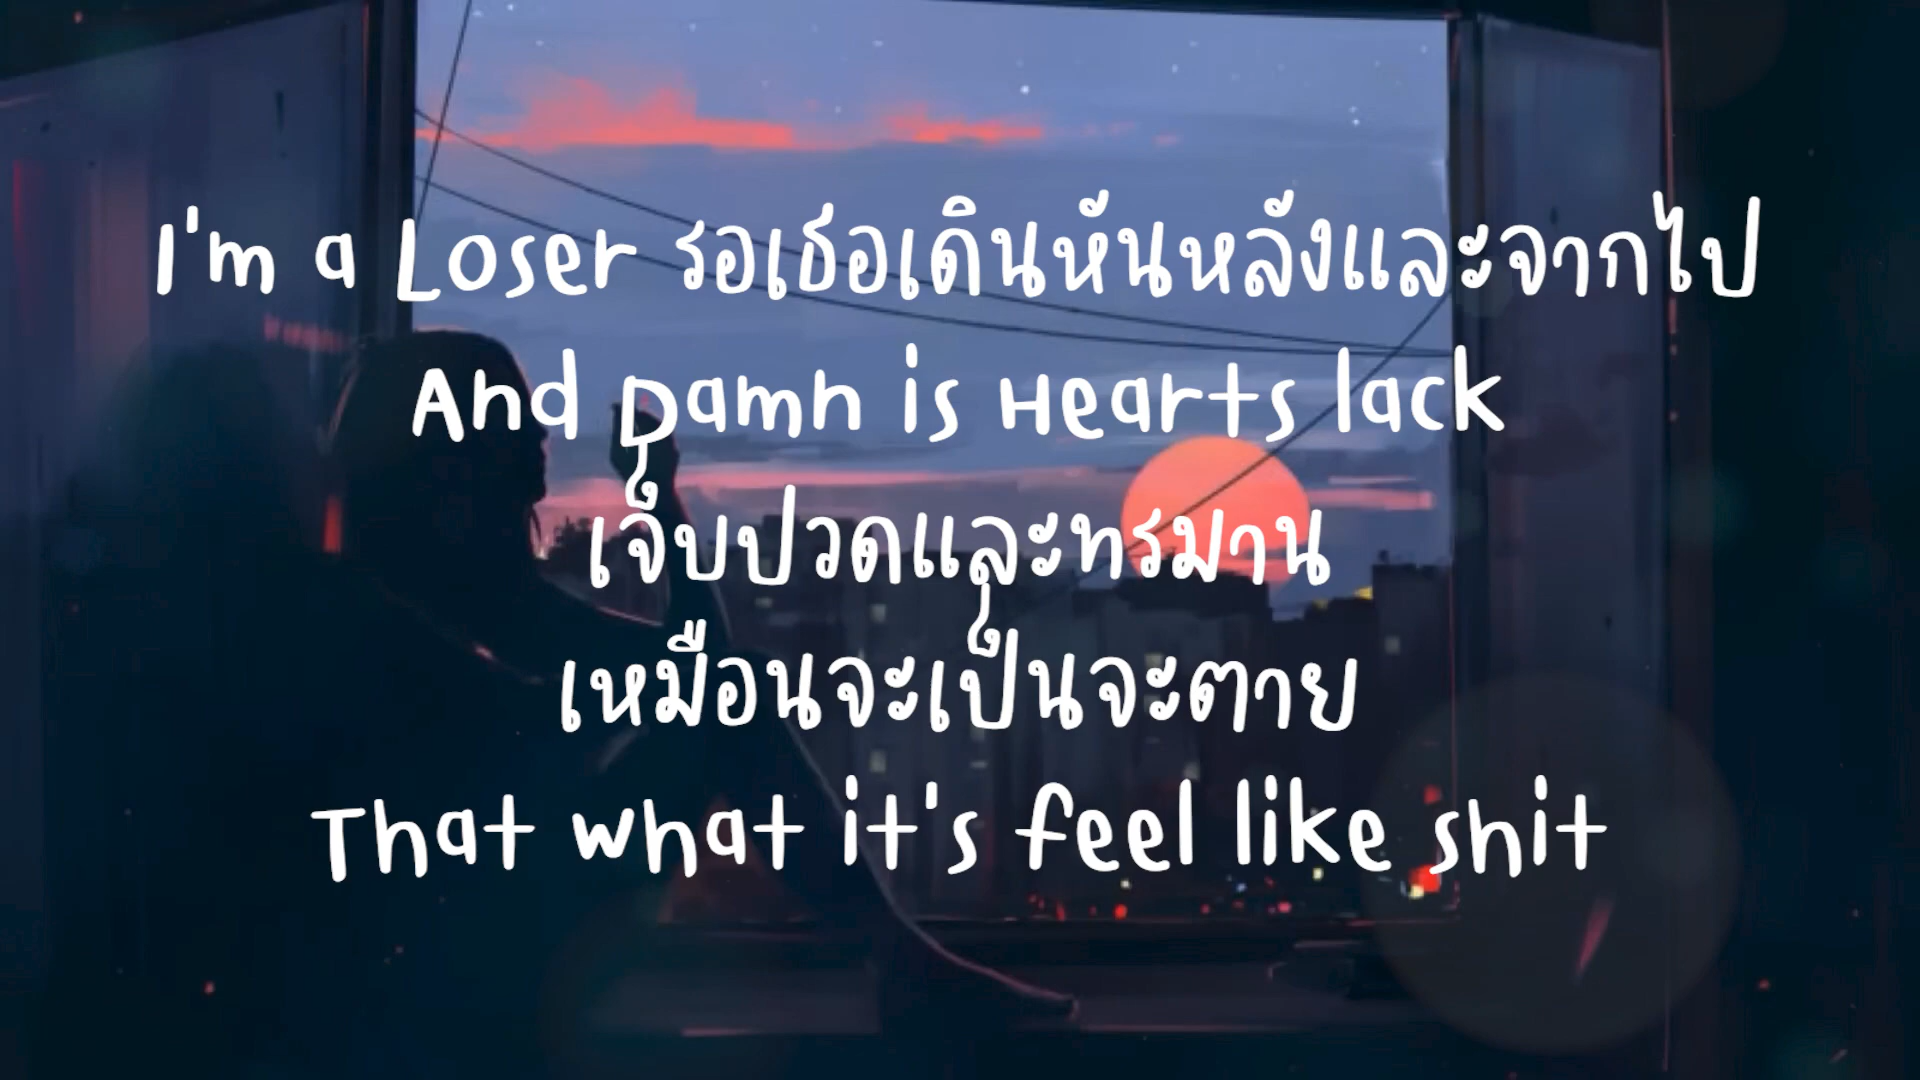 I'm a Loser รอเธอเดินหันหลังและจากไป
And Damn is Hearts lack
เจ็บปวดและทรมาน
เหมือนจะเป็นจะตาย
That what it's feel like shit